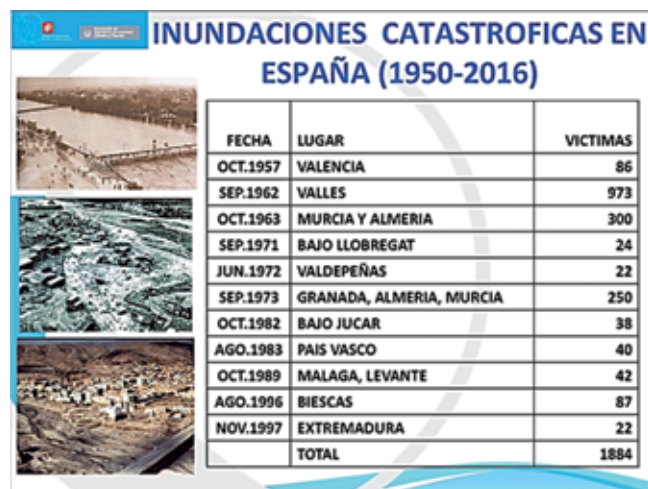 INUNDACIONES CATASTROFICAS EN
ESPAÑA (1950-2016)
FECHA LUGAR VICTIMAS
OCT.1957 VALENCIA 86
SEP.1962 VALLES 973
OCT.1963 MURCIA Y ALMERIA 300
SEP.1971 BAJO LLOBREGAT 24
JUN.1972 VALDEPEÑAS 22
SEP.1973 GRANADA, ALMERIA, MURCIA 250
OCT.1982 BAJO JUCAR 38
AGO.1983 PAIS VASCO 40
OCT.1989 MALAGA, LEVANTE 42
AGO.1996 BIESCAS 87
NOV.1997 EXTREMADURA 22
TOTAL 1884